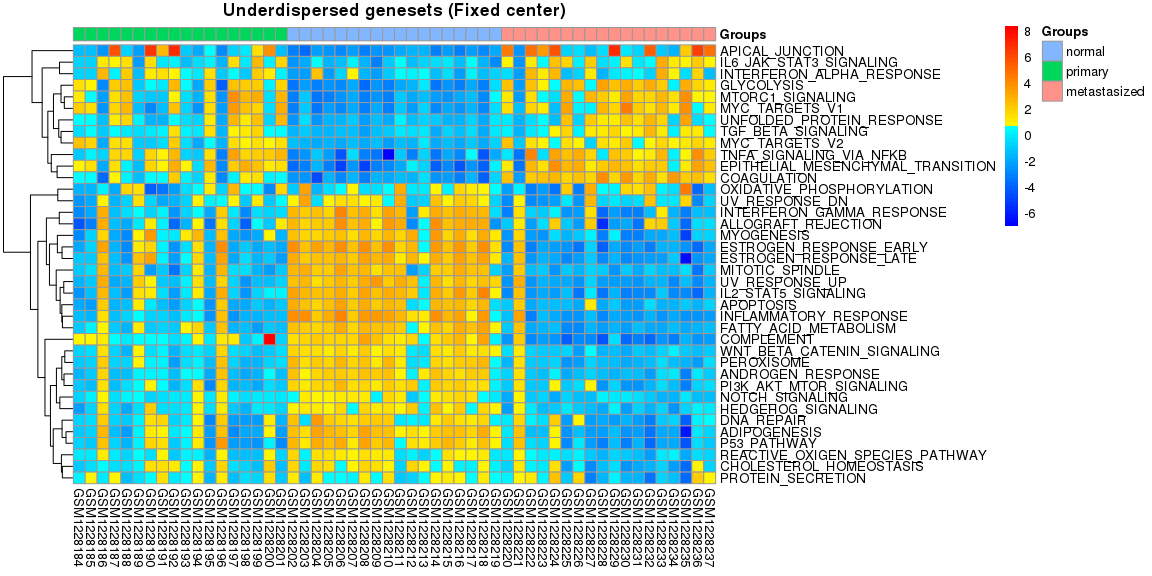 Underdispersed genesets (Fixed center)
Groups
APICAL_JUNCTION
IL6_JAK_STAT3_SIGNALING
INTERFERON_ALPHA_RESPONSE
GLYCOLYSIS
MTORC1_SIGNALING
MYC_TARGETS_V1
UNFOLDED_PROTEIN_RESPONSE
TGF_BETA_SIGNALING
MYC_TARGETS_V2
TNFA_SIGNALING_VIA_NFKB
EPITHELIAL_MESENCHYMAL_TRANSITION
COAGULATION
OXIDATIVE_PHOSPHORYLATION
UV_RESPONSE_DN
INTERFERON_GAMMA_RESPONSE
ALLOGRAFT_REJECTION
MYOGENESIS
ESTROGEN_RESPONSE_EARLY
ESTROGEN_RESPONSE_LATE
MITOTIC_SPINDLE
UV_RESPONSE_UP
IL2_STAT5_SIGNALING
APOPTOSIS
INFLAMMATORY_RESPONSE
FATTY_ACID_METABOLISM
COMPLEMENT
WNT_BETA_CATENIN_SIGNALING
PEROXISOME
ANDROGEN_RESPONSE
PI3K_AKT_MTOR_SIGNALING
NOTCH_SIGNALING
HEDGEHOG_SIGNALING
DNA_REPAIR
ADIPOGENESIS
P53_PATHWAY
REACTIVE_OXIGEN_SPECIES_PATHWAY
CHOLESTEROL_HOMEOSTASIS
PROTEIN_SECRETION
GSM1228184
GSM1228185
GSM1228186
GSM1228187
GSM1228188
GSM1228189
GSM1228190
GSM1228191
GSM1228192
GSM1228193
GSM1228194
GSM1228195
GSM1228196
GSM1228197
GSM1228198
GSM1228199
GSM1228200
GSM1228201
GSM1228202
GSM1228203
GSM1228204
GSM1228205
GSM1228206
GSM1228207
GSM1228208
GSM1228209
GSM1228210
GSM1228211
GSM1228212
GSM1228213
GSM1228214
GSM1228215
GSM1228216
GSM1228217
GSM1228218
GSM1228219
GSM1228220
GSM1228221
GSM1228222
GSM1228223
GSM1228224
GSM1228225
GSM1228226
GSM1228227
GSM1228228
GSM1228229
GSM1228230
GSM1228231
GSM1228232
GSM1228233
GSM1228234
GSM1228235
GSM1228236
GSM1228237
8
6
4
2
0
-2
-4
-6
Groups
normal
primary
metastasized